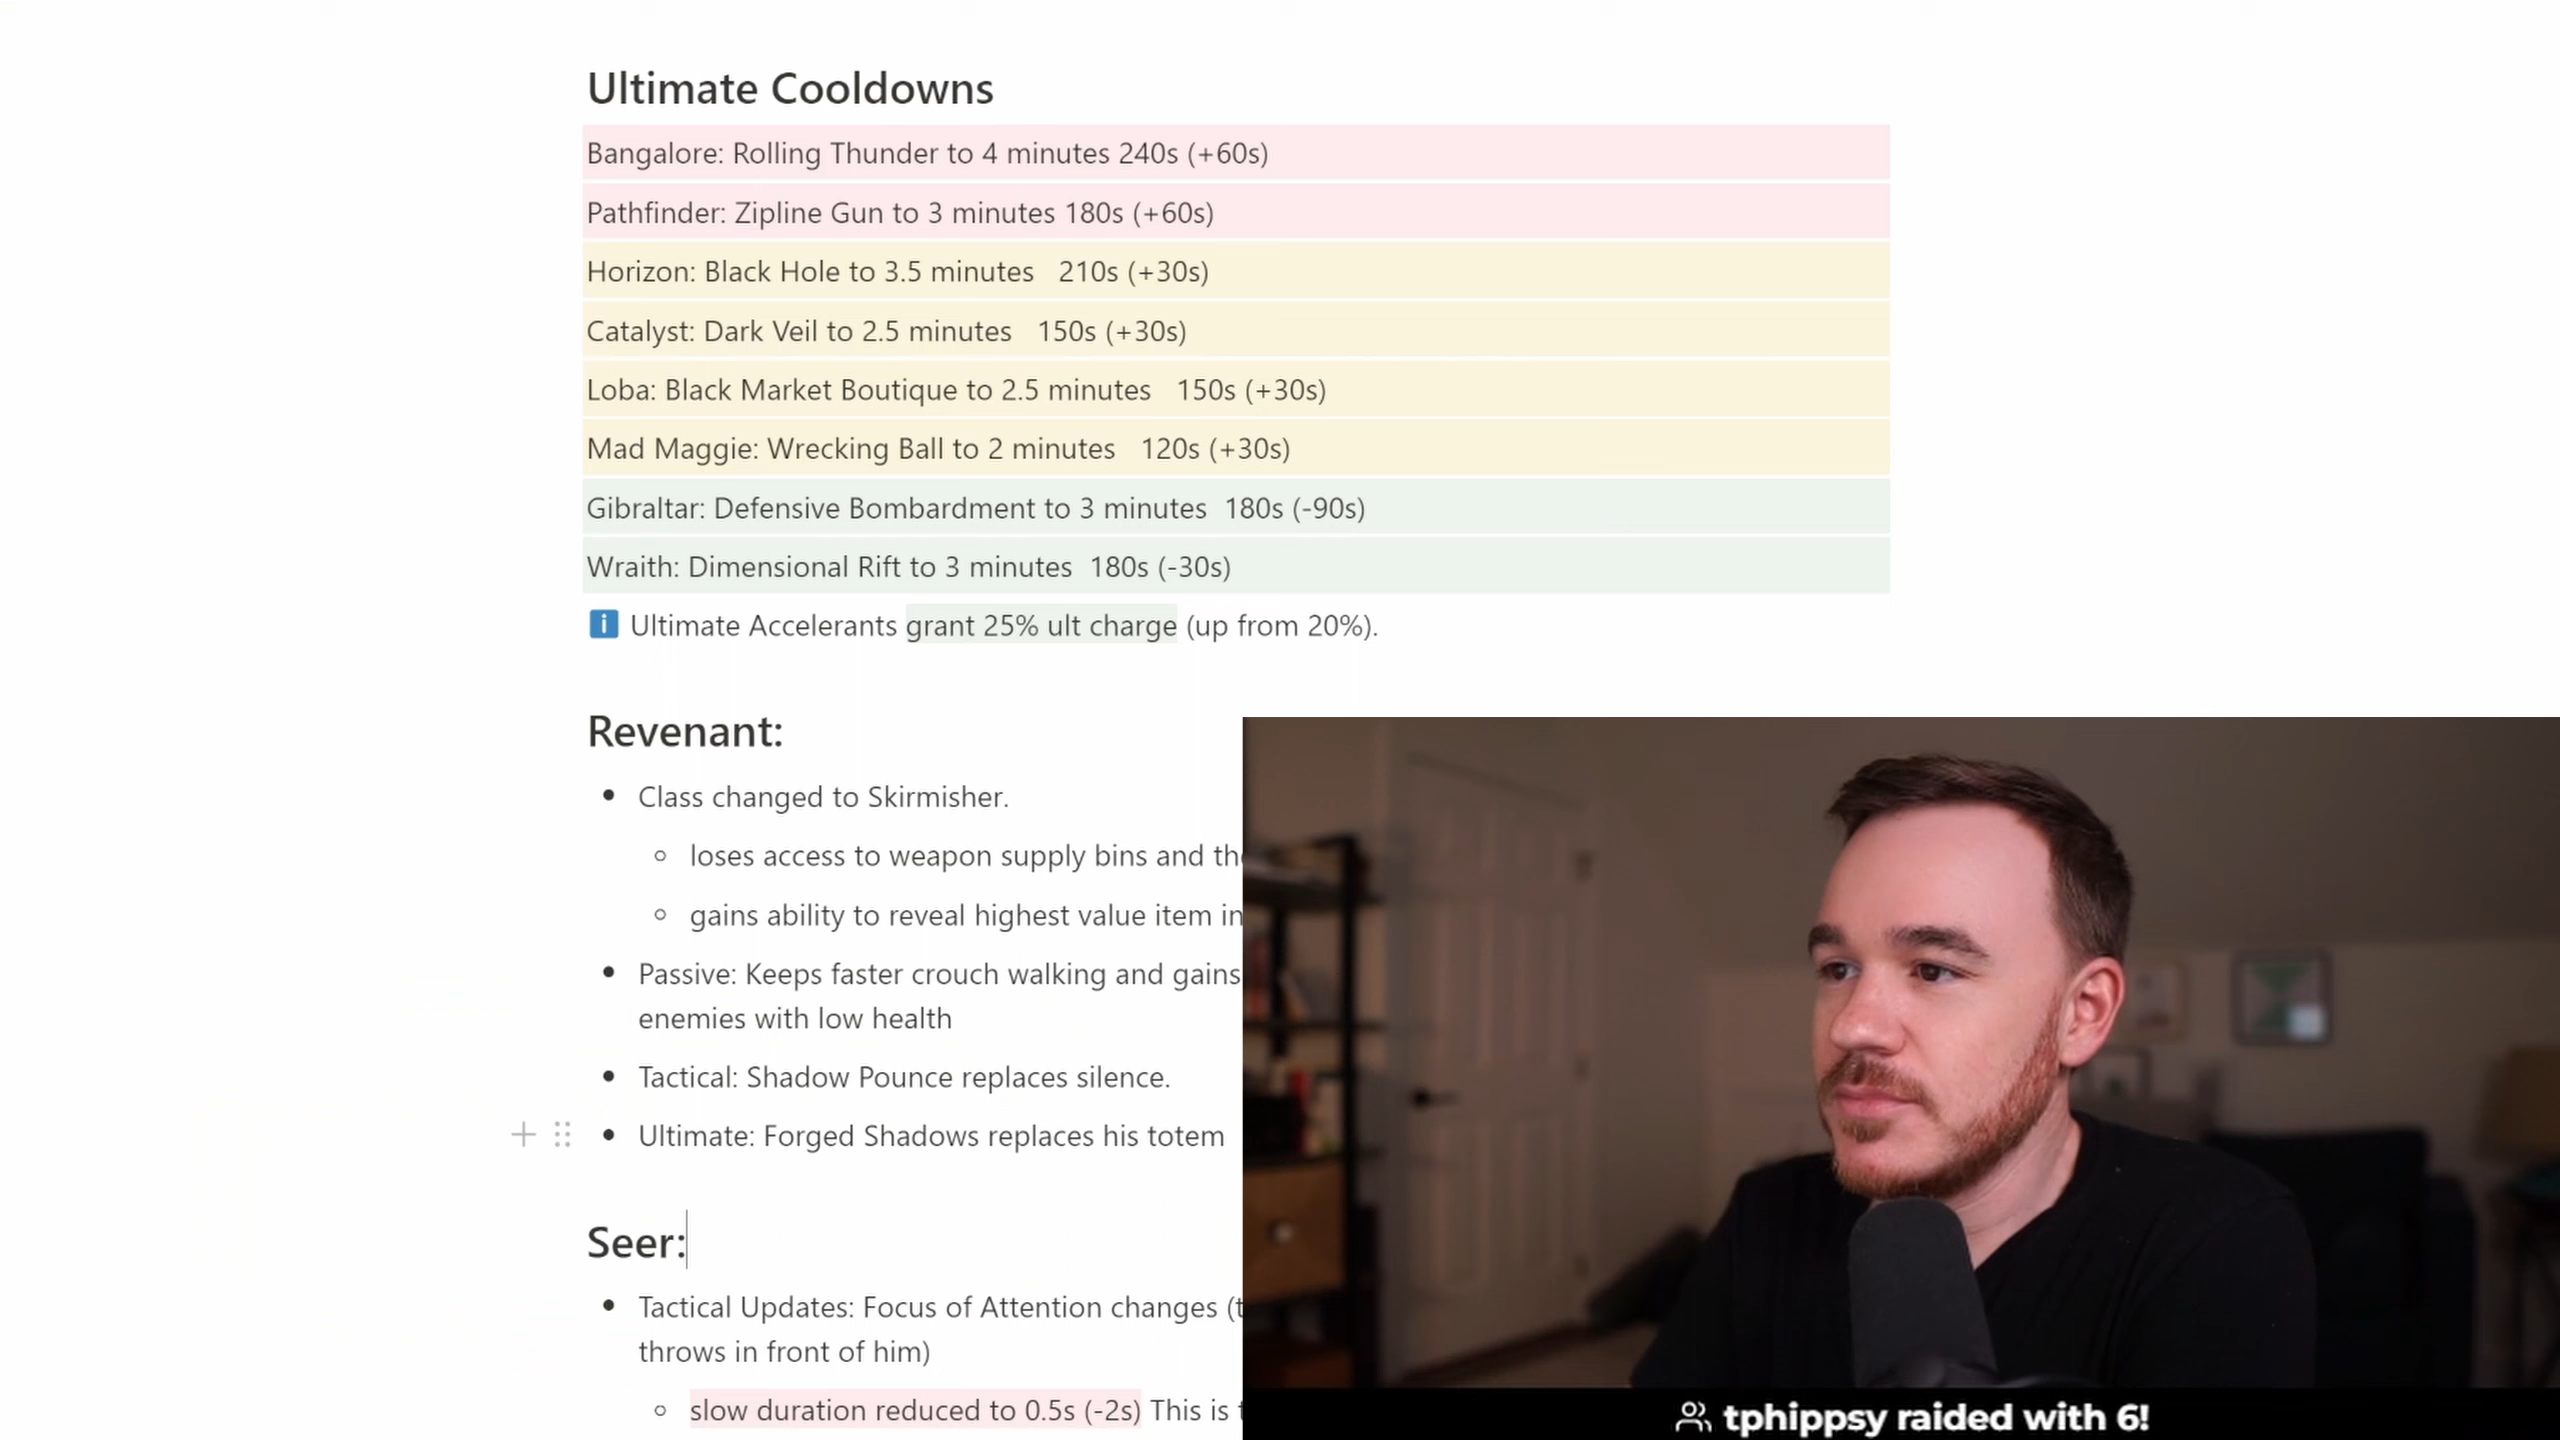 Ultimate Cooldowns
Bangalore: Rolling Thunder to 4 minutes 240s (+60s)
Pathfinder: Zipline Gun to 3 minutes 180s (+60s)
Horizon: Black Hole to 3.5 minutes 210s (+30s)
Catalyst: Dark Veil to 2.5 minutes 150s (+30s)
Loba: Black Market Boutique to 2.5 minutes 150s (+30s)
Mad Maggie: Wrecking Ball to 2 minutes 120s (+30s)
Gibraltar: Defensive Bombardment to 3 minutes 180s (-90s)
Wraith: Dimensional Rift to 3 minutes 180s (-30s)
i Ultimate Accelerants grant 25% ult charge (up from 20%).
Revenant:
Class changed to Skirmisher.
loses access to weapon supply bins and
gains ability to reveal highest value item in
Passive: Keeps faster crouch walking and gains
enemies with low health
Tactical: Shadow Pounce replaces silence.
Ultimate: Forged Shadows replaces his totem
Seer:
Tactical Updates: Focus of Attention changes
throws in front of him)
slow duration reduced to 0.5s (-2s) This is
tphippsy raided with 6!